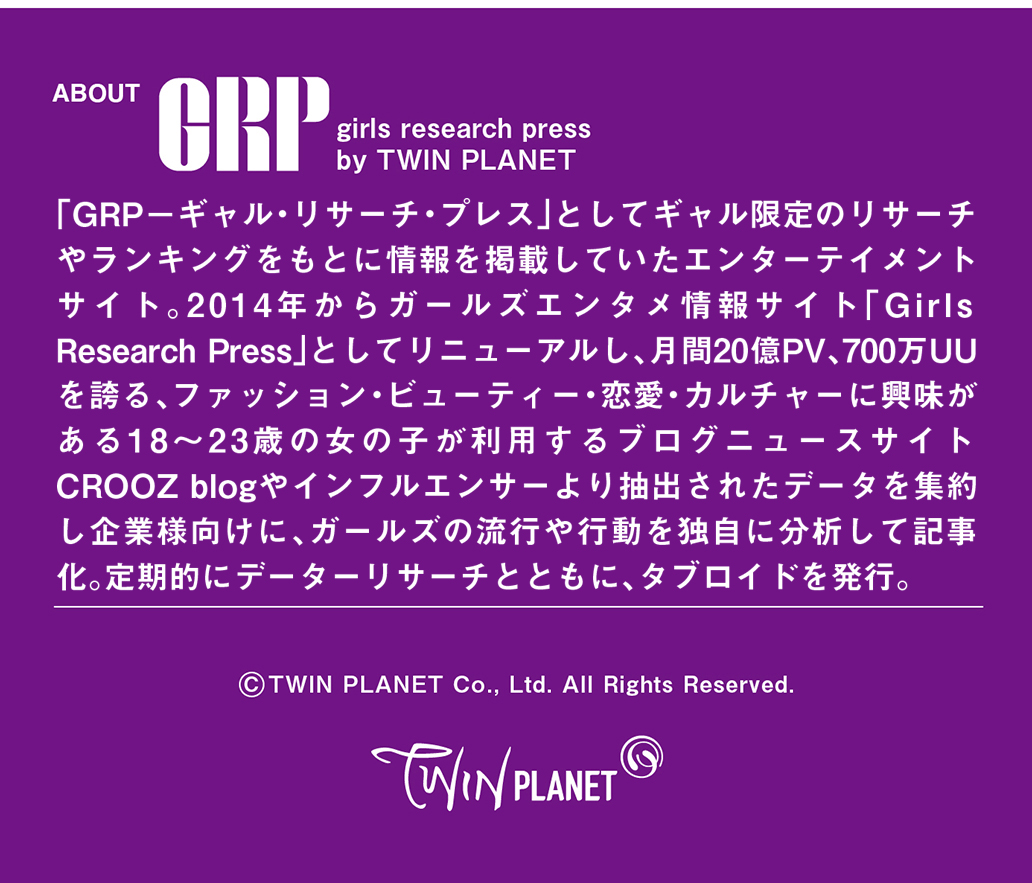 ABOUT
GRP
girls research press
by TWIN PLANET
「GRP－ギャル・リサーチ・プレス」としてギャル限定のリサーチ
やランキングをもとに情報を掲載していたエンターテイメント
サイト。2014年からガールズエンタメ情報サイト「Girls
Research Press」としてリニューアルし、月間20億PV、700万UU
を誇る、ファッション・ビューティー・恋愛・カルチャーに興味が
ある18〜23歳の女の子が利用するブログニュースサイト
CROOZ blogやインフルエンサーより抽出されたデータを集約
し企業様向けに、ガールズの流行や行動を独自に分析して記事
化。定期的にデーターリサーチとともに、タブロイドを発行。
©TWIN PLANET Co., Ltd. All Rights Reserved.
TWIN PLANET